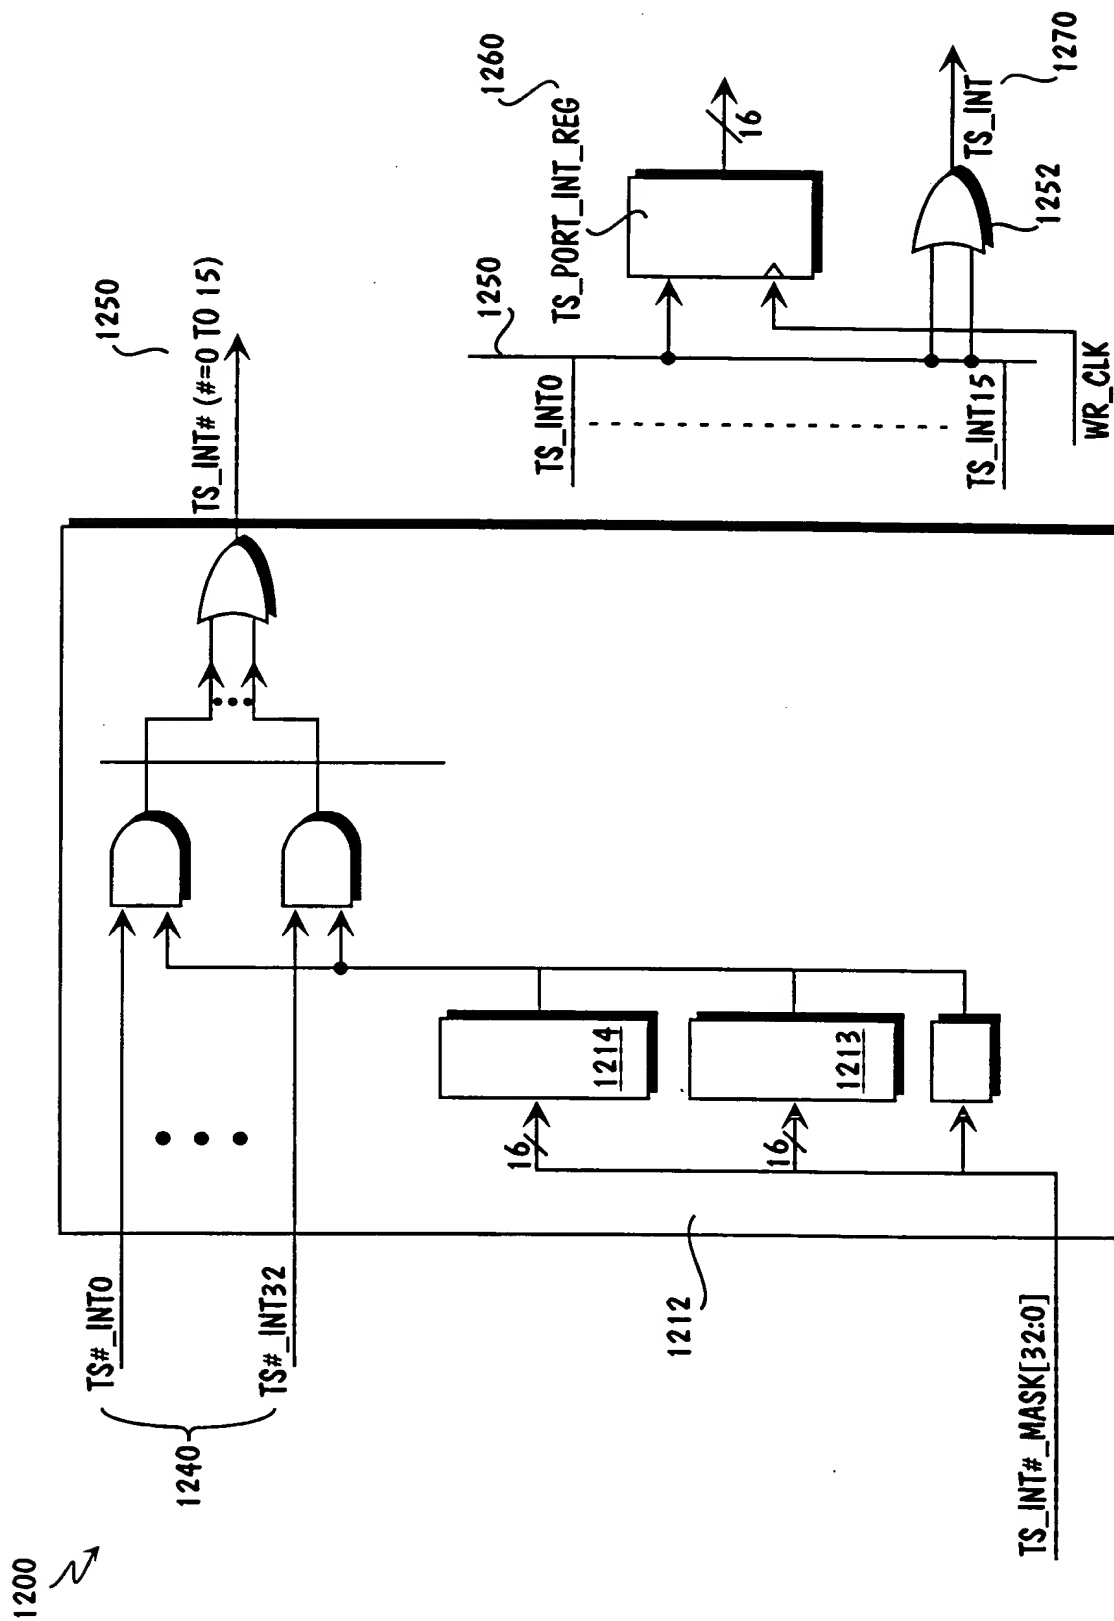 1200
1240
TS#_INT0
TS#_INT32
TS_INT#_MASK[32:0]
1212
16
1214
16
1213
TS_INT# (#=0 TO 15)
1250
TS_INT0
TS_INT15
WR_CLK
1250
TS_PORT_INT_REG
1260
16
1252
TS_INT
1270